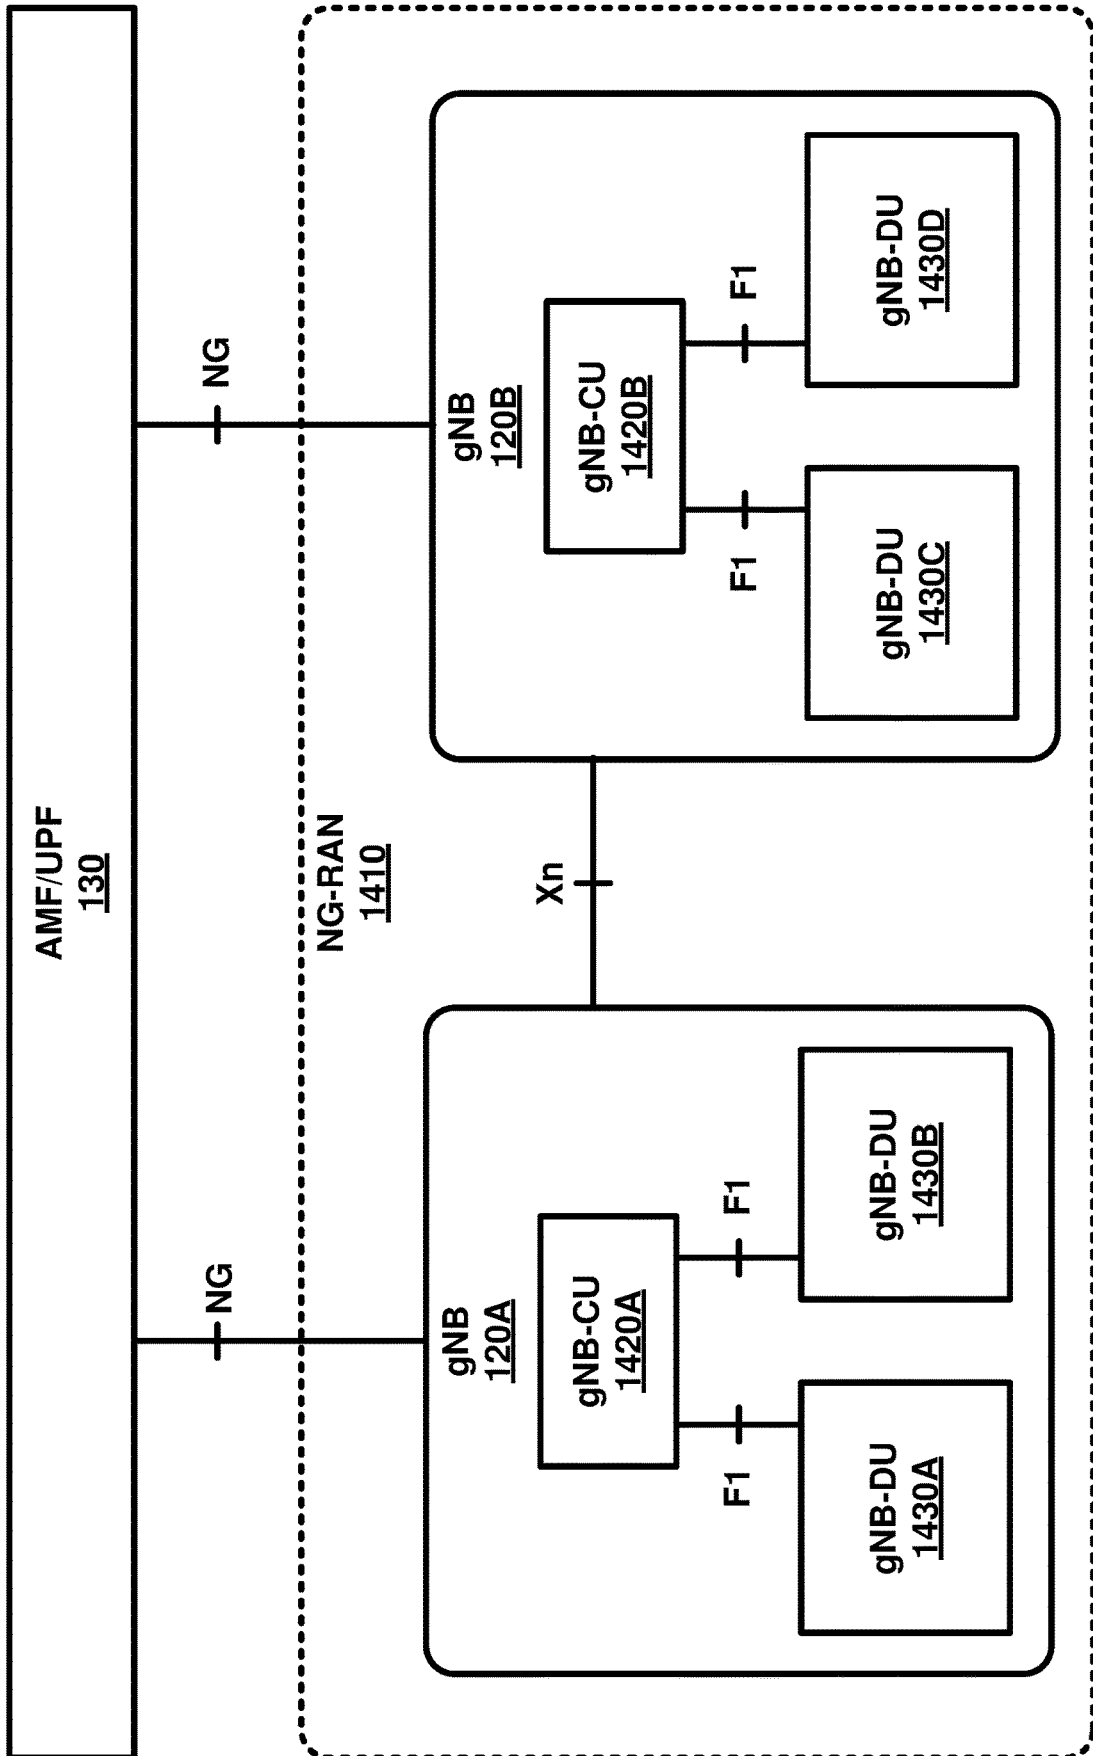 AMF/UPF
130
NG
NG
NG-RAN
1410
gNB
120A
gNB-CU
1420A
F1
F1
gNB-DU
1430A
gNB-DU
1430B
Xn
gNB
120B
gNB-CU
1420B
F1
F1
gNB-DU
1430C
gNB-DU
1430D